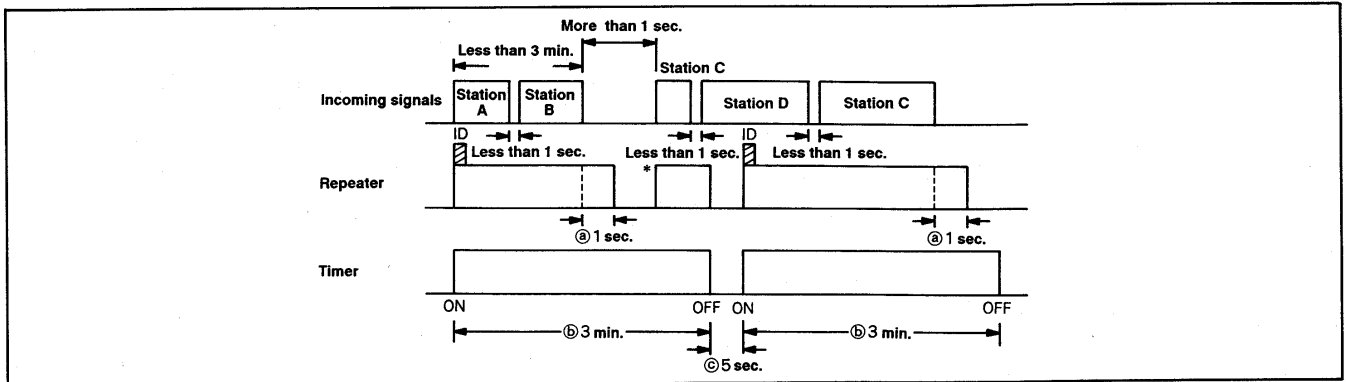 More than 1 sec.
Less than 3 min.
Station C
Incoming signals
Station A
Station B
Station D
Station C
ID
Less than 1 sec.
Less than 1 sec.
ID
Less than 1 sec.
*
Repeater
ⓐ 1 sec.
ⓐ 1 sec.
Timer
ON
OFF
ON
OFF
ⓑ 3 min.
ⓑ 3 min.
ⓒ 5 sec.